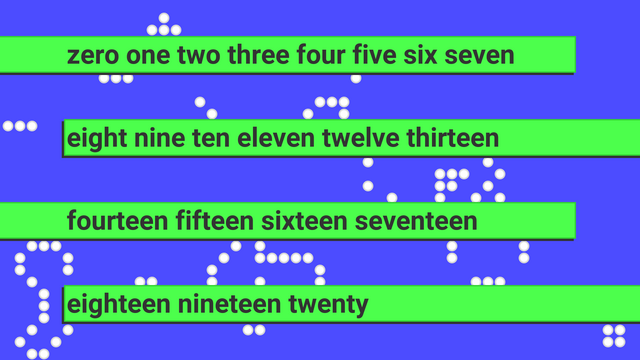 zero one two three four five six seven
eight nine ten eleven twelve thirteen
fourteen fifteen sixteen seventeen
eighteen nineteen twenty